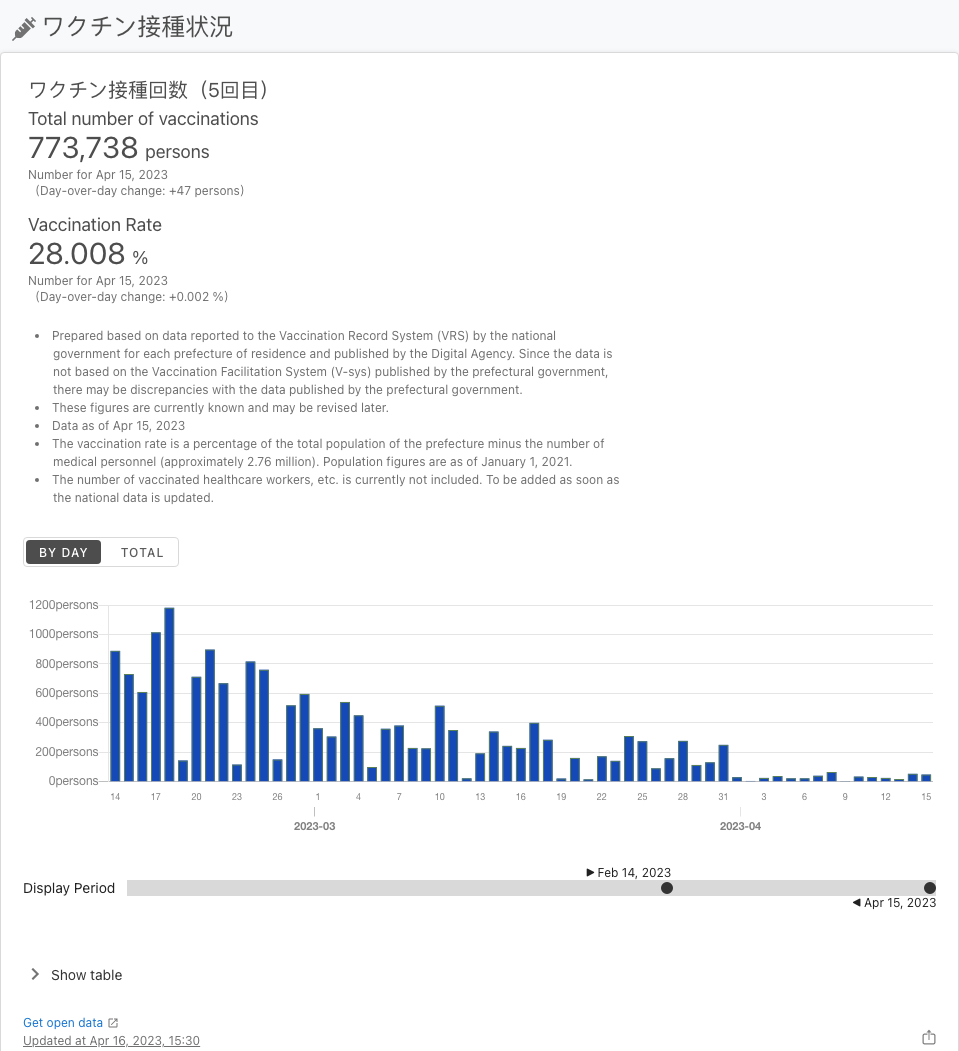 ワクチン接種状況
ワクチン接種回数（5回目）
Total number of vaccinations
773,738 persons
Number for Apr 15, 2023
(Day-over-day change: +47 persons)
Vaccination Rate
28.008 %
Number for Apr 15, 2023
(Day-over-day change: +0.002 %)
• Prepared based on data reported to the Vaccination Record System (VRS) by the national
government for each prefecture of residence and published by the Digital Agency. Since the data is
not based on the Vaccination Facilitation System (V-sys) published by the prefectural government,
there may be discrepancies with the data published by the prefectural government.
• These figures are currently known and may be revised later.
• Data as of Apr 15, 2023
• The vaccination rate is a percentage of the total population of the prefecture minus the number of
medical personnel (approximately 2.76 million). Population figures are as of January 1, 2021.
• The number of vaccinated healthcare workers, etc. is currently not included. To be added as soon as
the national data is updated.
BY DAY TOTAL
1200persons
1000persons
800persons
600persons
400persons
200persons
0persons
14 17 20 23 26 1 4 7 10 13 16 19 22 25 28 31 3 6 9 12 15
2023-03 2023-04
Feb 14, 2023
Display Period
Apr 15, 2023
Show table
Get open data
Updated at Apr 16, 2023, 15:30